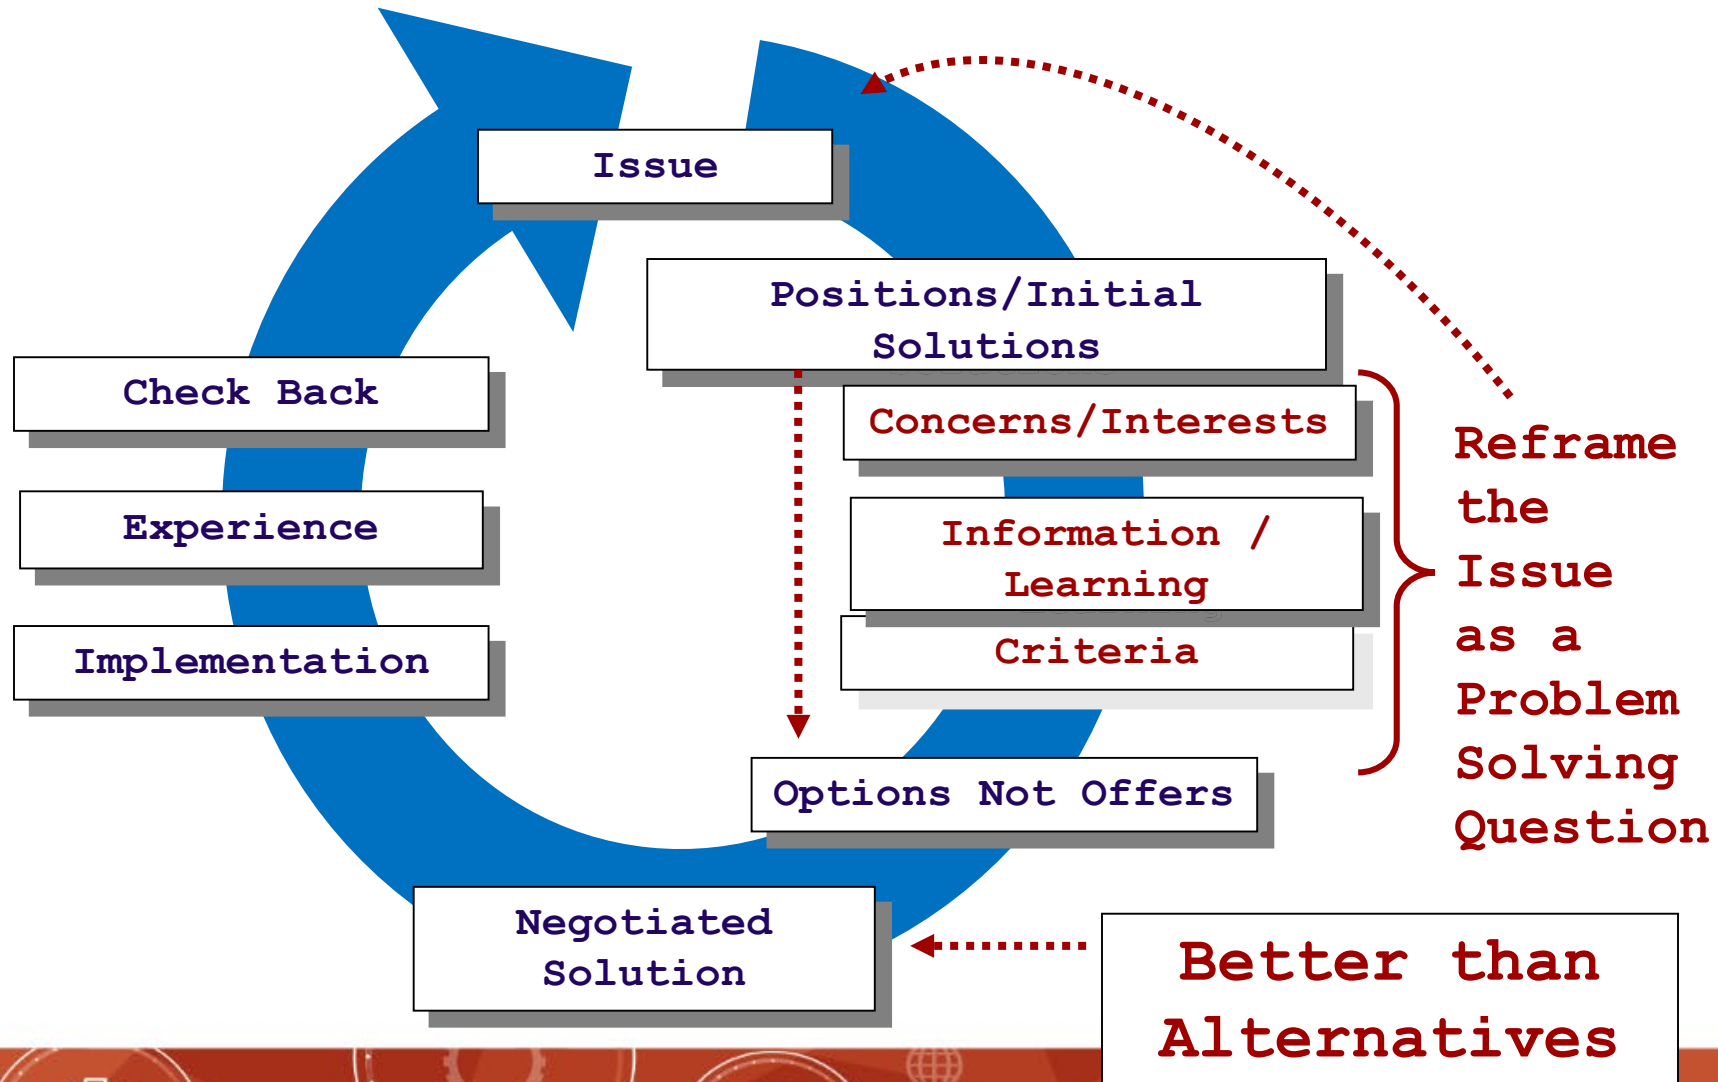 Issue
Positions/Initial
Solutions
Concerns/Interests
Information /
Learning
Criteria
Options Not Offers
Negotiated
Solution
Implementation
Experience
Check Back
Reframe
the
Issue
as a
Problem
Solving
Question
Better than
Alternatives